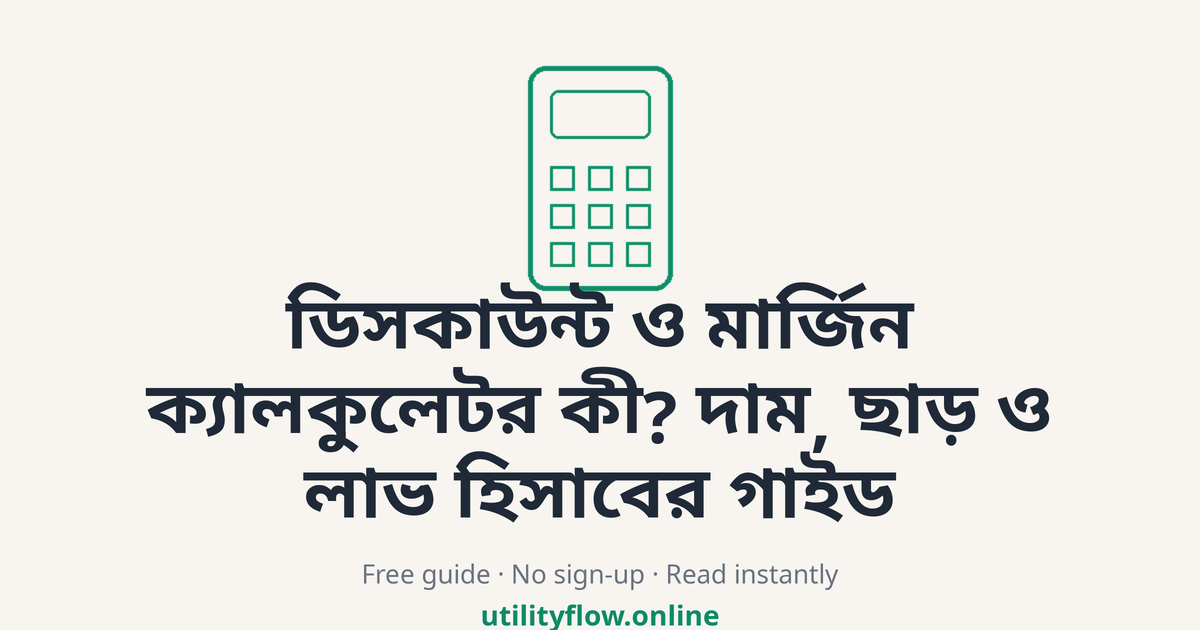 ডিসকাউন্ট ও মার্জিন
ক্যালকুলেটর কী? দাম, ছাড় ও
লাভ হিসাবের গাইড
Free guide · No sign-up · Read instantly
utilityflow.online